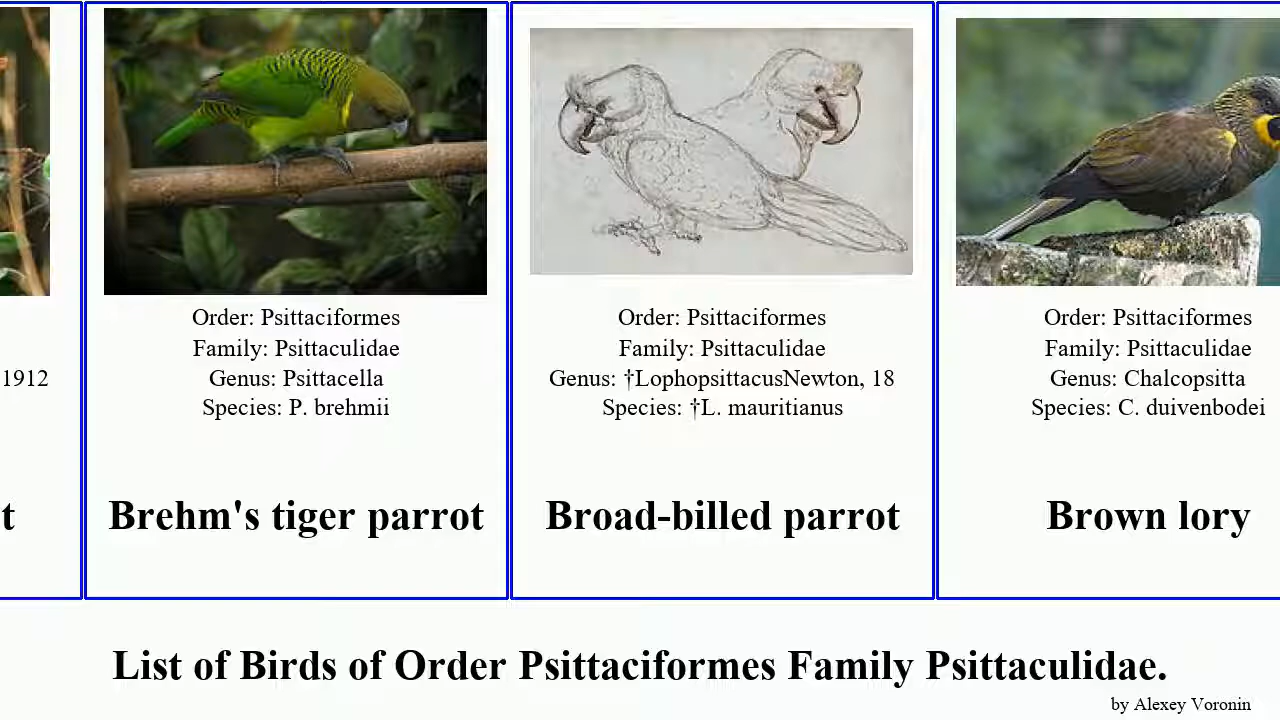 1912
t
Order: Psittaciformes
Family: Psittaculidae
Genus: Psittacella
Species: P. brehmii
Brehm's tiger parrot
Order: Psittaciformes
Family: Psittaculidae
Genus: †LophopsittacusNewton, 18
Species: †L. mauritianus
Broad-billed parrot
Order: Psittaciformes
Family: Psittaculidae
Genus: Chalcopsitta
Species: C. duivenbodei
Brown lory
List of Birds of Order Psittaciformes Family Psittaculidae.
by Alexey Voronin